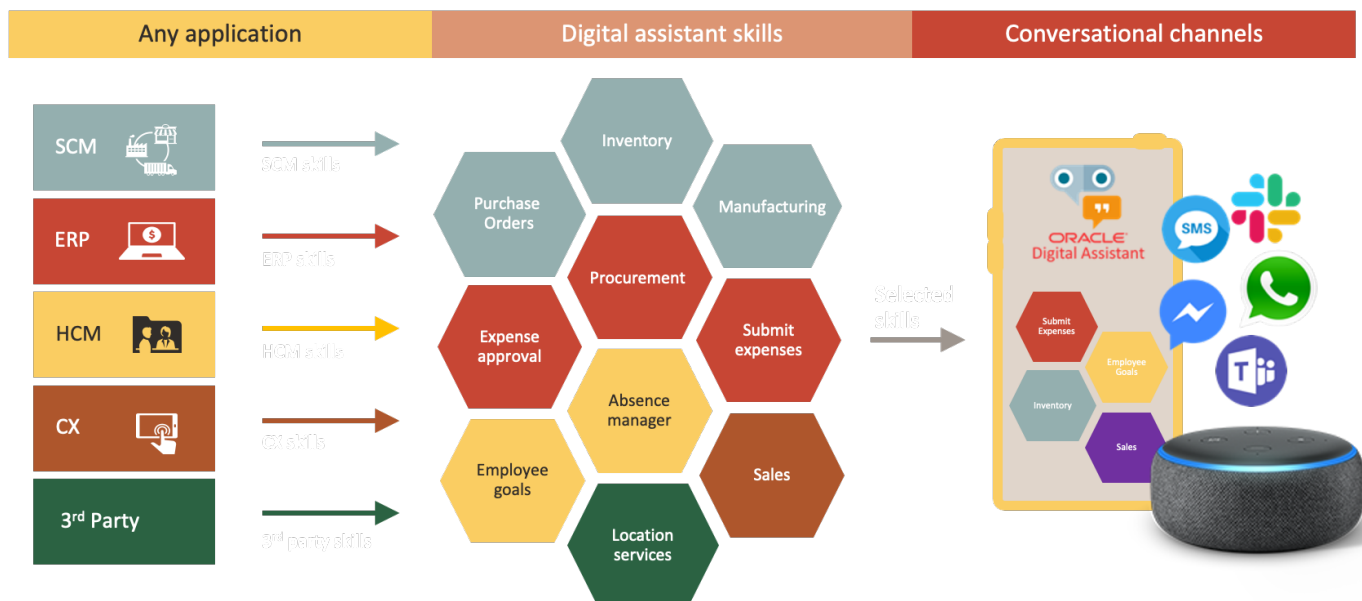 Any application
Digital assistant skills
Conversational channels
SCM
SCM skills
ERP
ERP skills
HCM
HCM skills
CX
CX skills
3rd Party
3rd party skills
Inventory
Purchase
Orders
Manufacturing
Procurement
Expense
approval
Submit
expenses
Absence
manager
Employee
goals
Sales
Location
services
Selected
skills
ORACLE
Digital Assistant
Submit
Expenses
Employee
Goals
Inventory
Sales
SMS
T